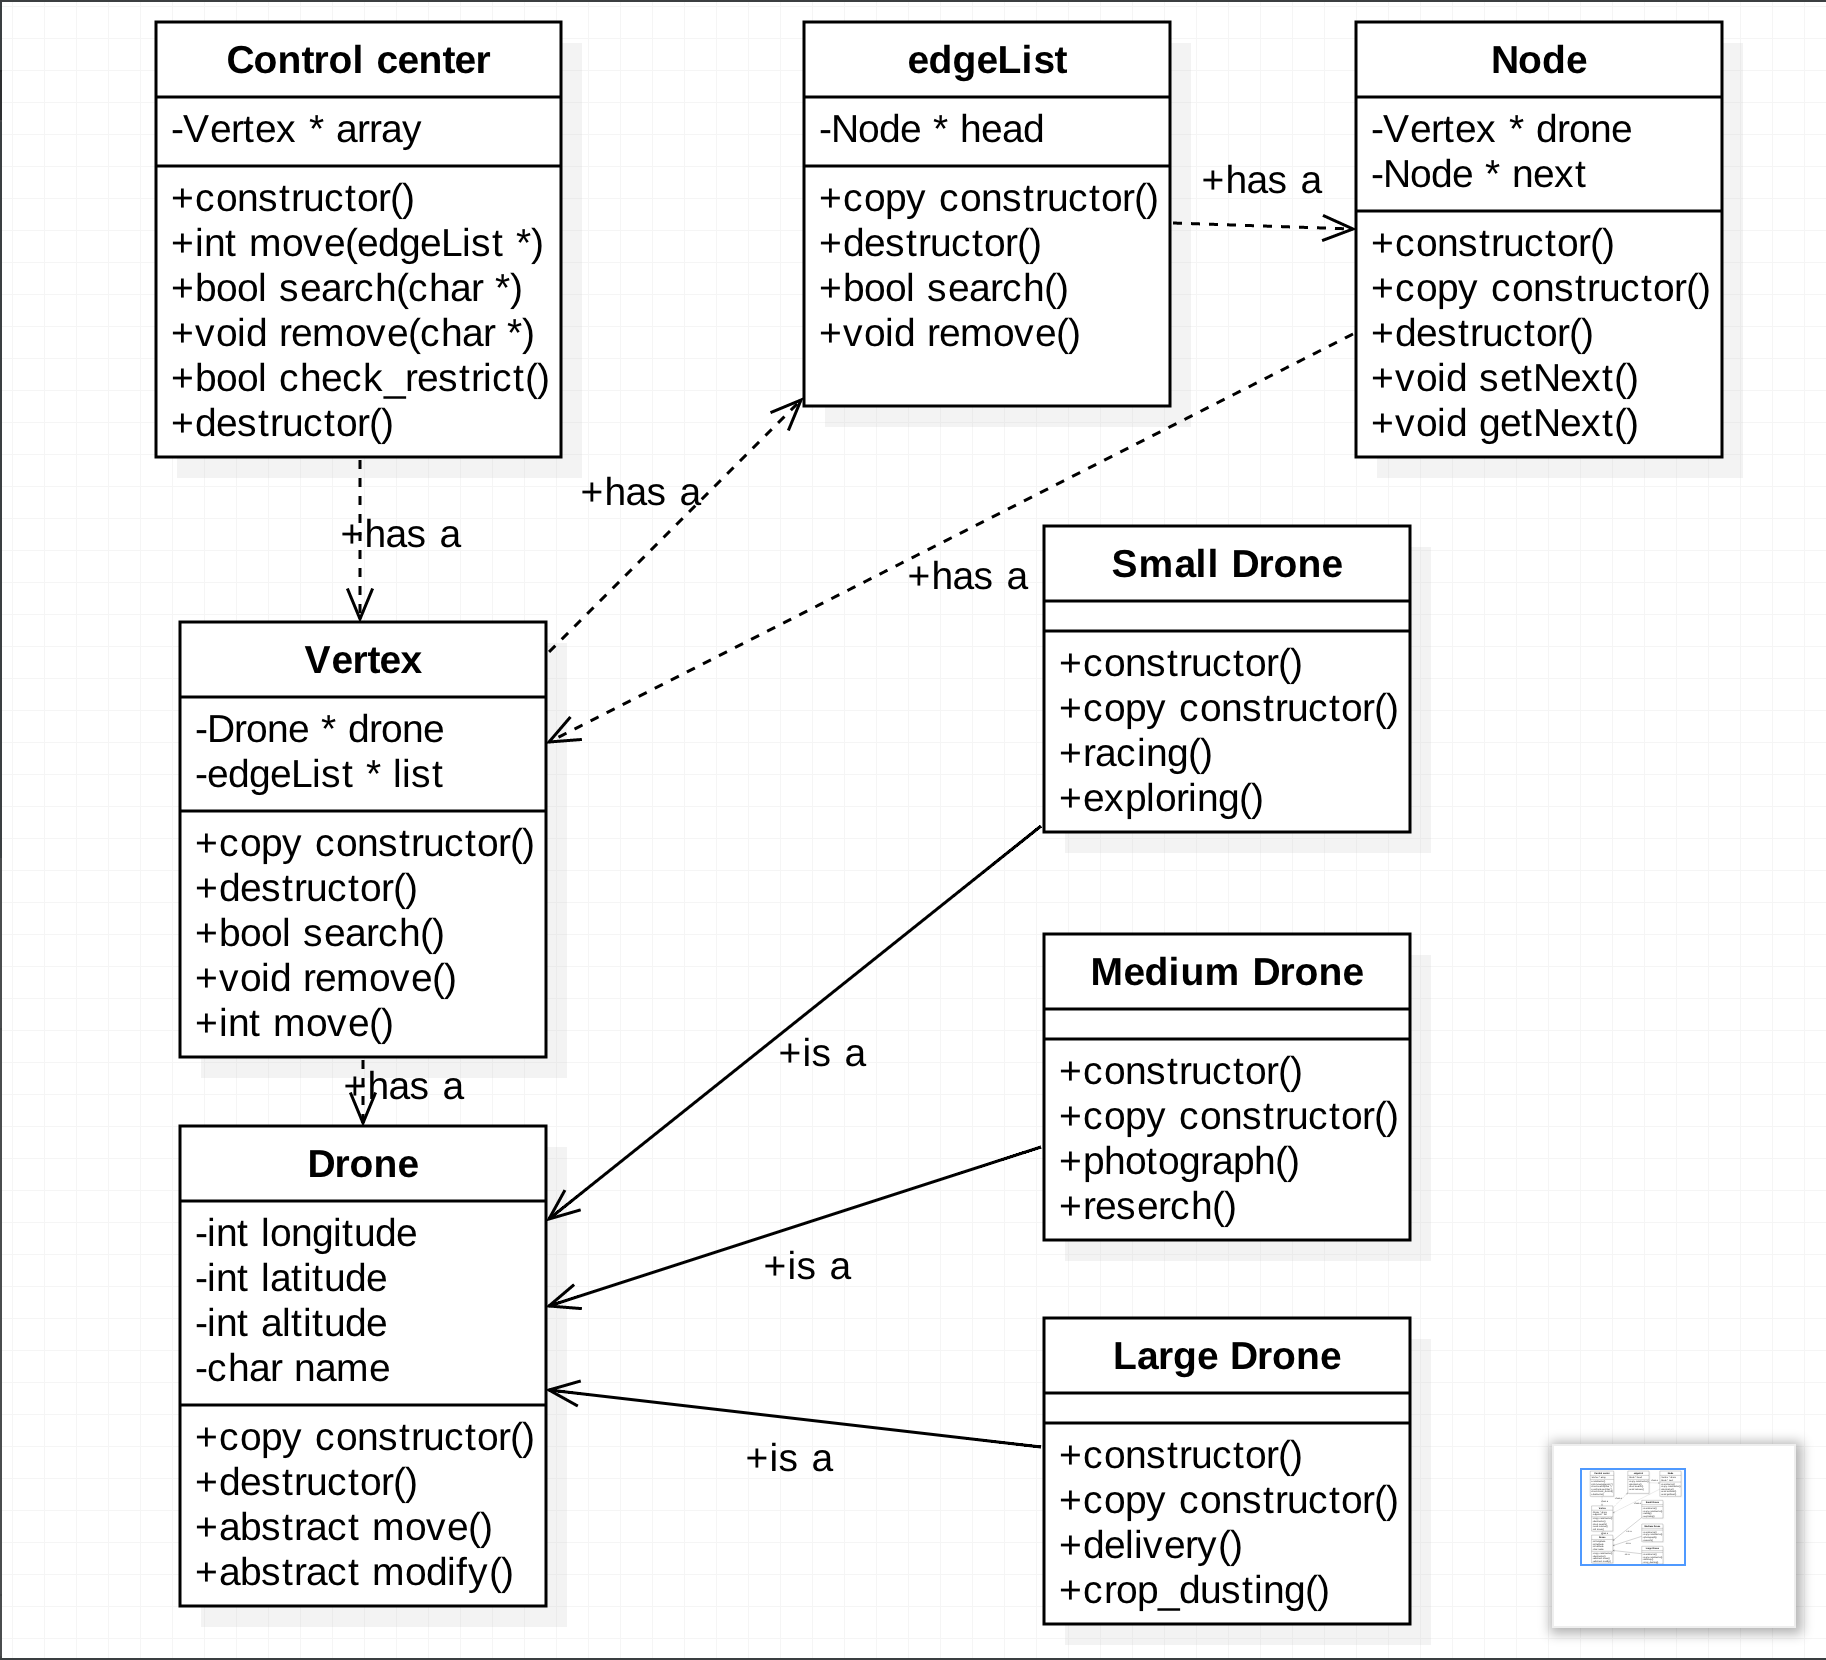 Control center
-Vertex * array
+constructor()
+int move(edgeList *)
+bool search(char *)
+void remove(char *)
+bool check_restrict()
+destructor()
edgeList
-Node * head
+copy constructor()
+destructor()
+bool search()
+void remove()
+has a
Node
-Vertex * drone
-Node * next
+constructor()
+copy constructor()
+destructor()
+void setNext()
+void getNext()
+has a
+has a
+has a
Vertex
-Drone * drone
-edgeList * list
+copy constructor()
+destructor()
+bool search()
+void remove()
+int move()
+has a
Small Drone
+constructor()
+copy constructor()
+racing()
+exploring()
+is a
Medium Drone
+constructor()
+copy constructor()
+photograph()
+reserch()
+is a
Drone
-int longitude
-int latitude
-int altitude
-char name
+copy constructor()
+destructor()
+abstract move()
+abstract modify()
+is a
Large Drone
+constructor()
+copy constructor()
+delivery()
+crop_dusting()